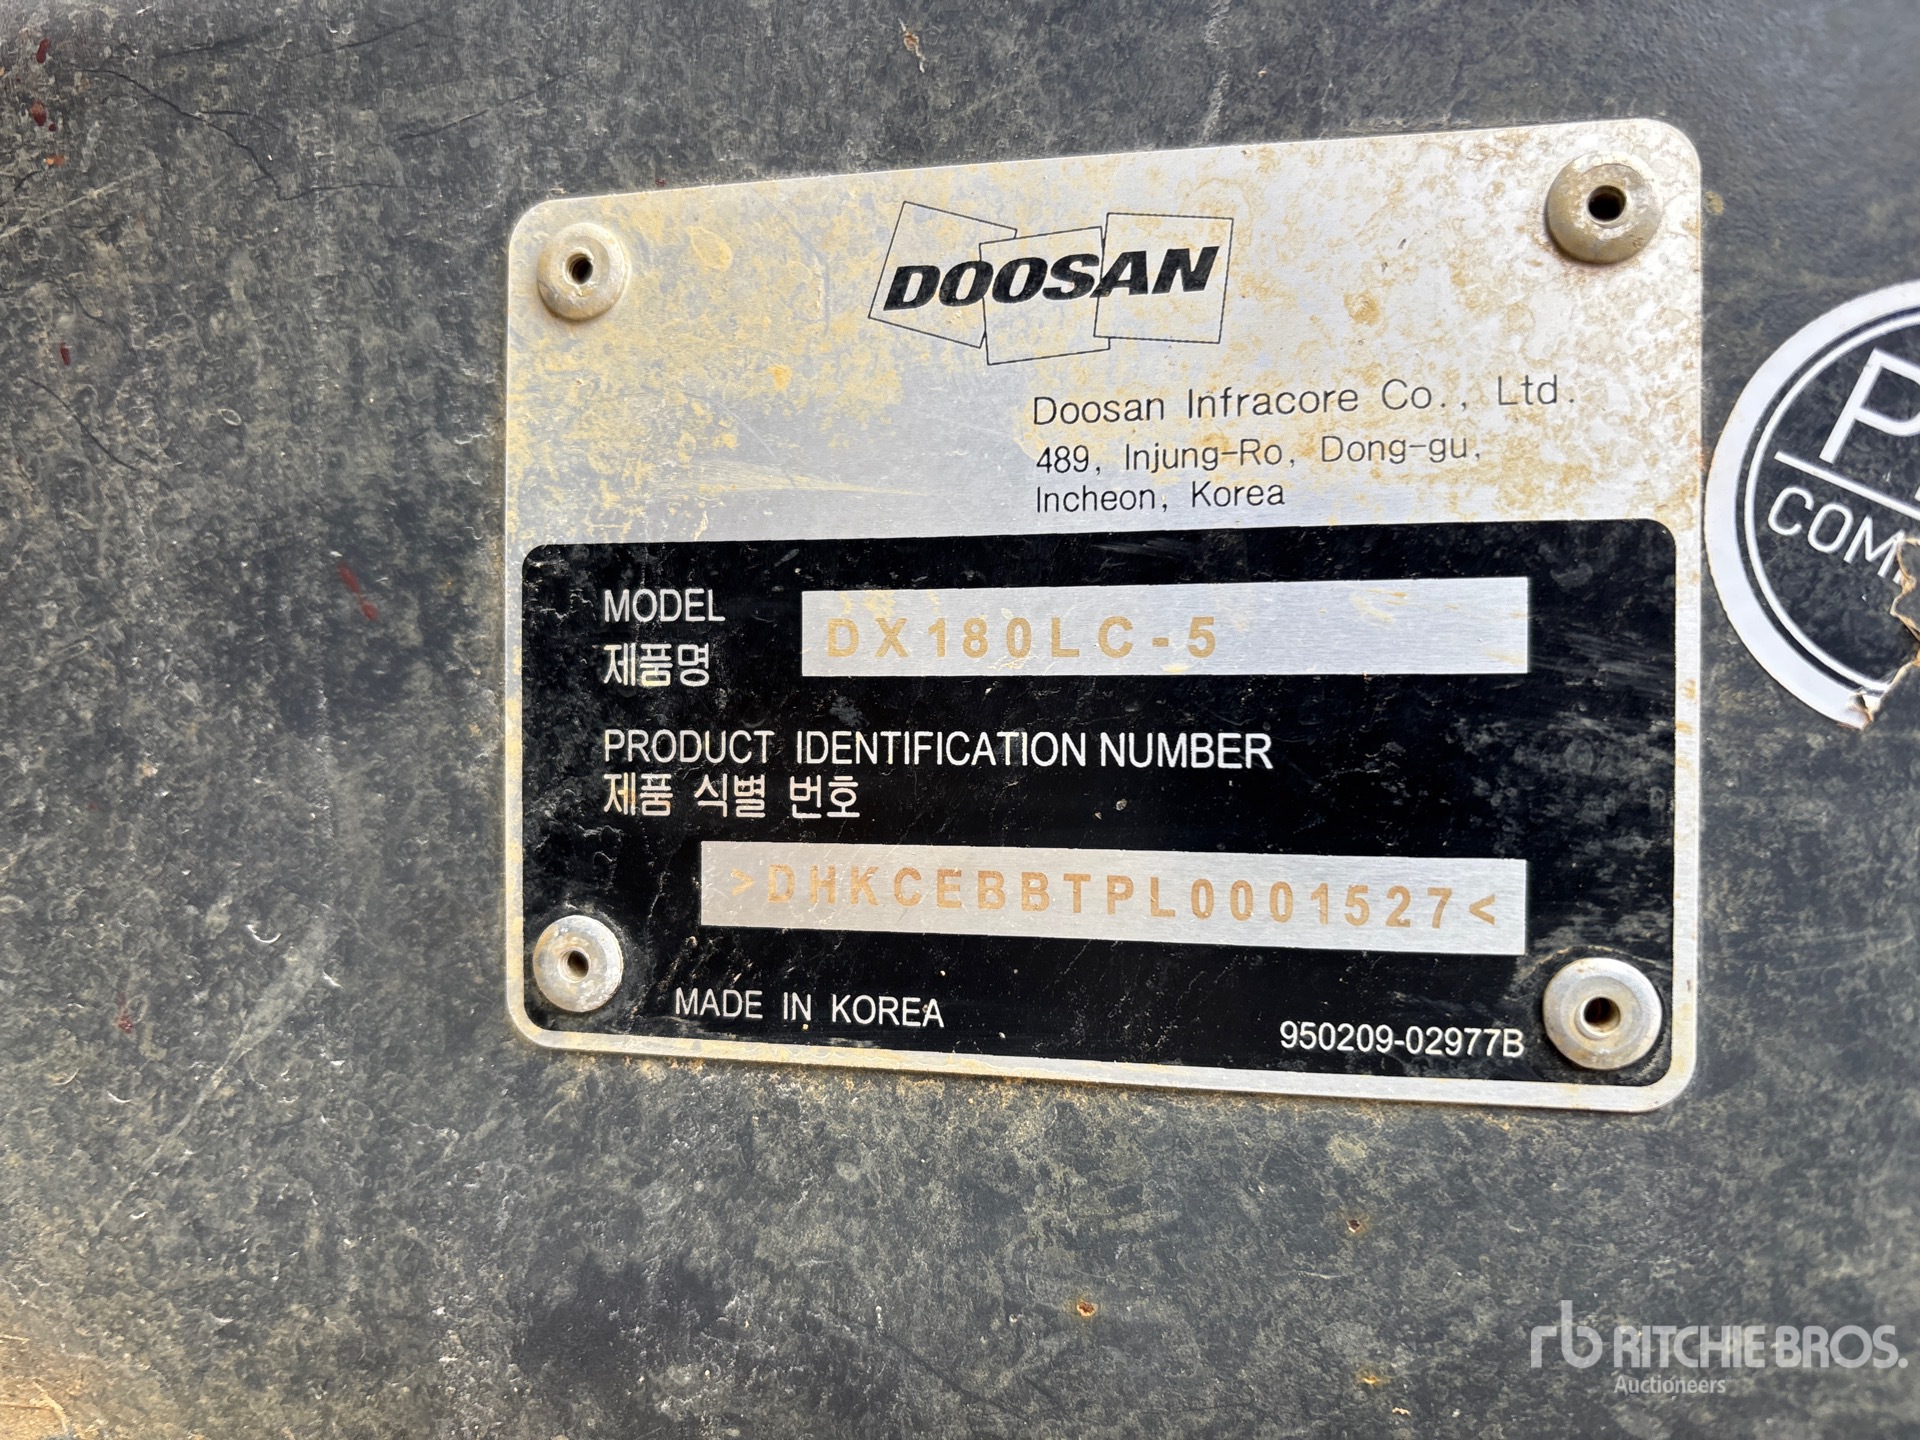 DOOSAN
Doosan Infracore Co., Ltd.
489, Injung-Ro, Dong-gu,
Incheon, Korea
MODEL
제품명
DX180LC-5
PRODUCT IDENTIFICATION NUMBER
제품 식별 번호
>DHKCEBBTPL0001527<
MADE IN KOREA
950209-02977B
rb RITCHIE BROS.
Auctioneers